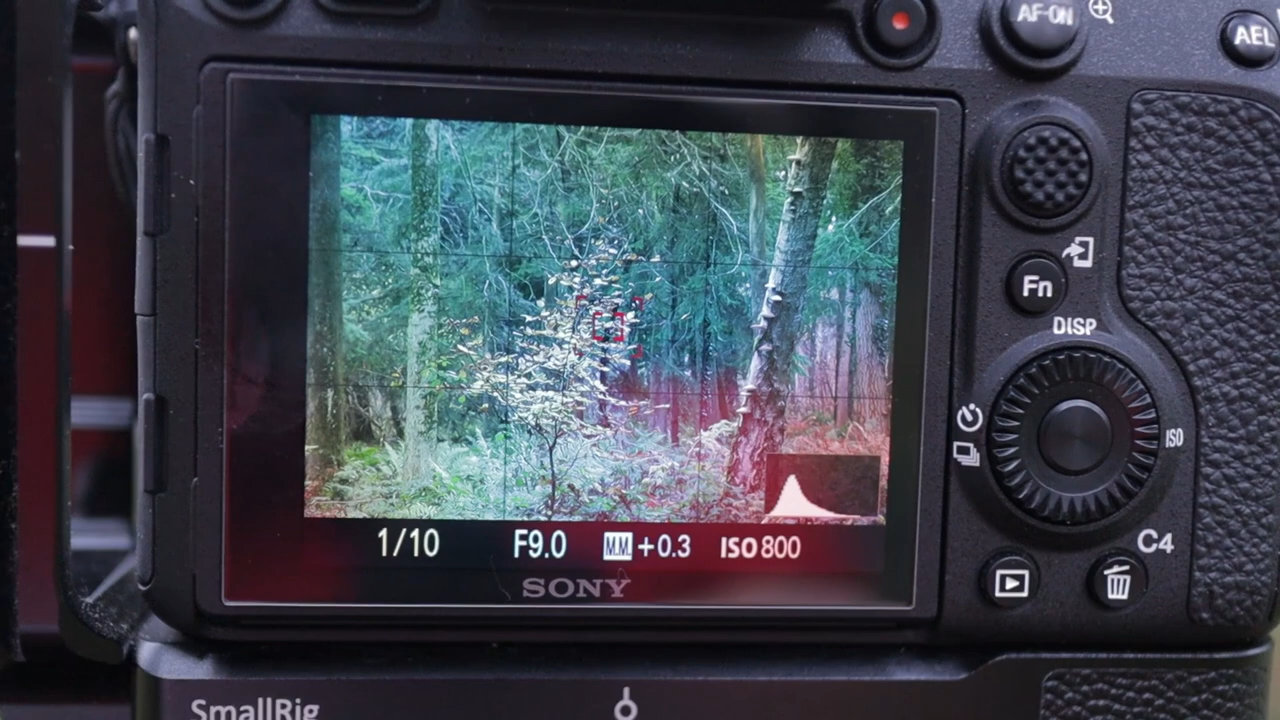 AF-ON
AEL
Fn
DISP
ISO
1/10 F9.0 M.M. +0.3 ISO 800
SONY
C4
SmallRig